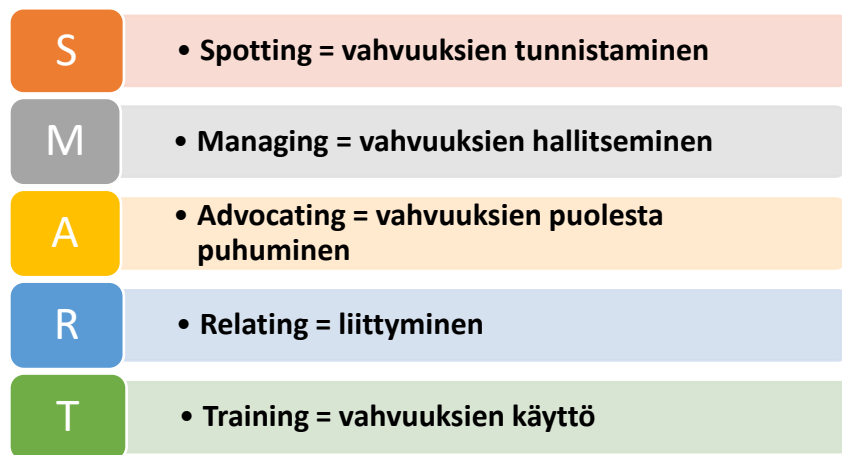 S
• Spotting = vahvuuksien tunnistaminen
M
• Managing = vahvuuksien hallitseminen
A
• Advocating = vahvuuksien puolesta
puhuminen
R
• Relating = liittyminen
T
• Training = vahvuuksien käyttö